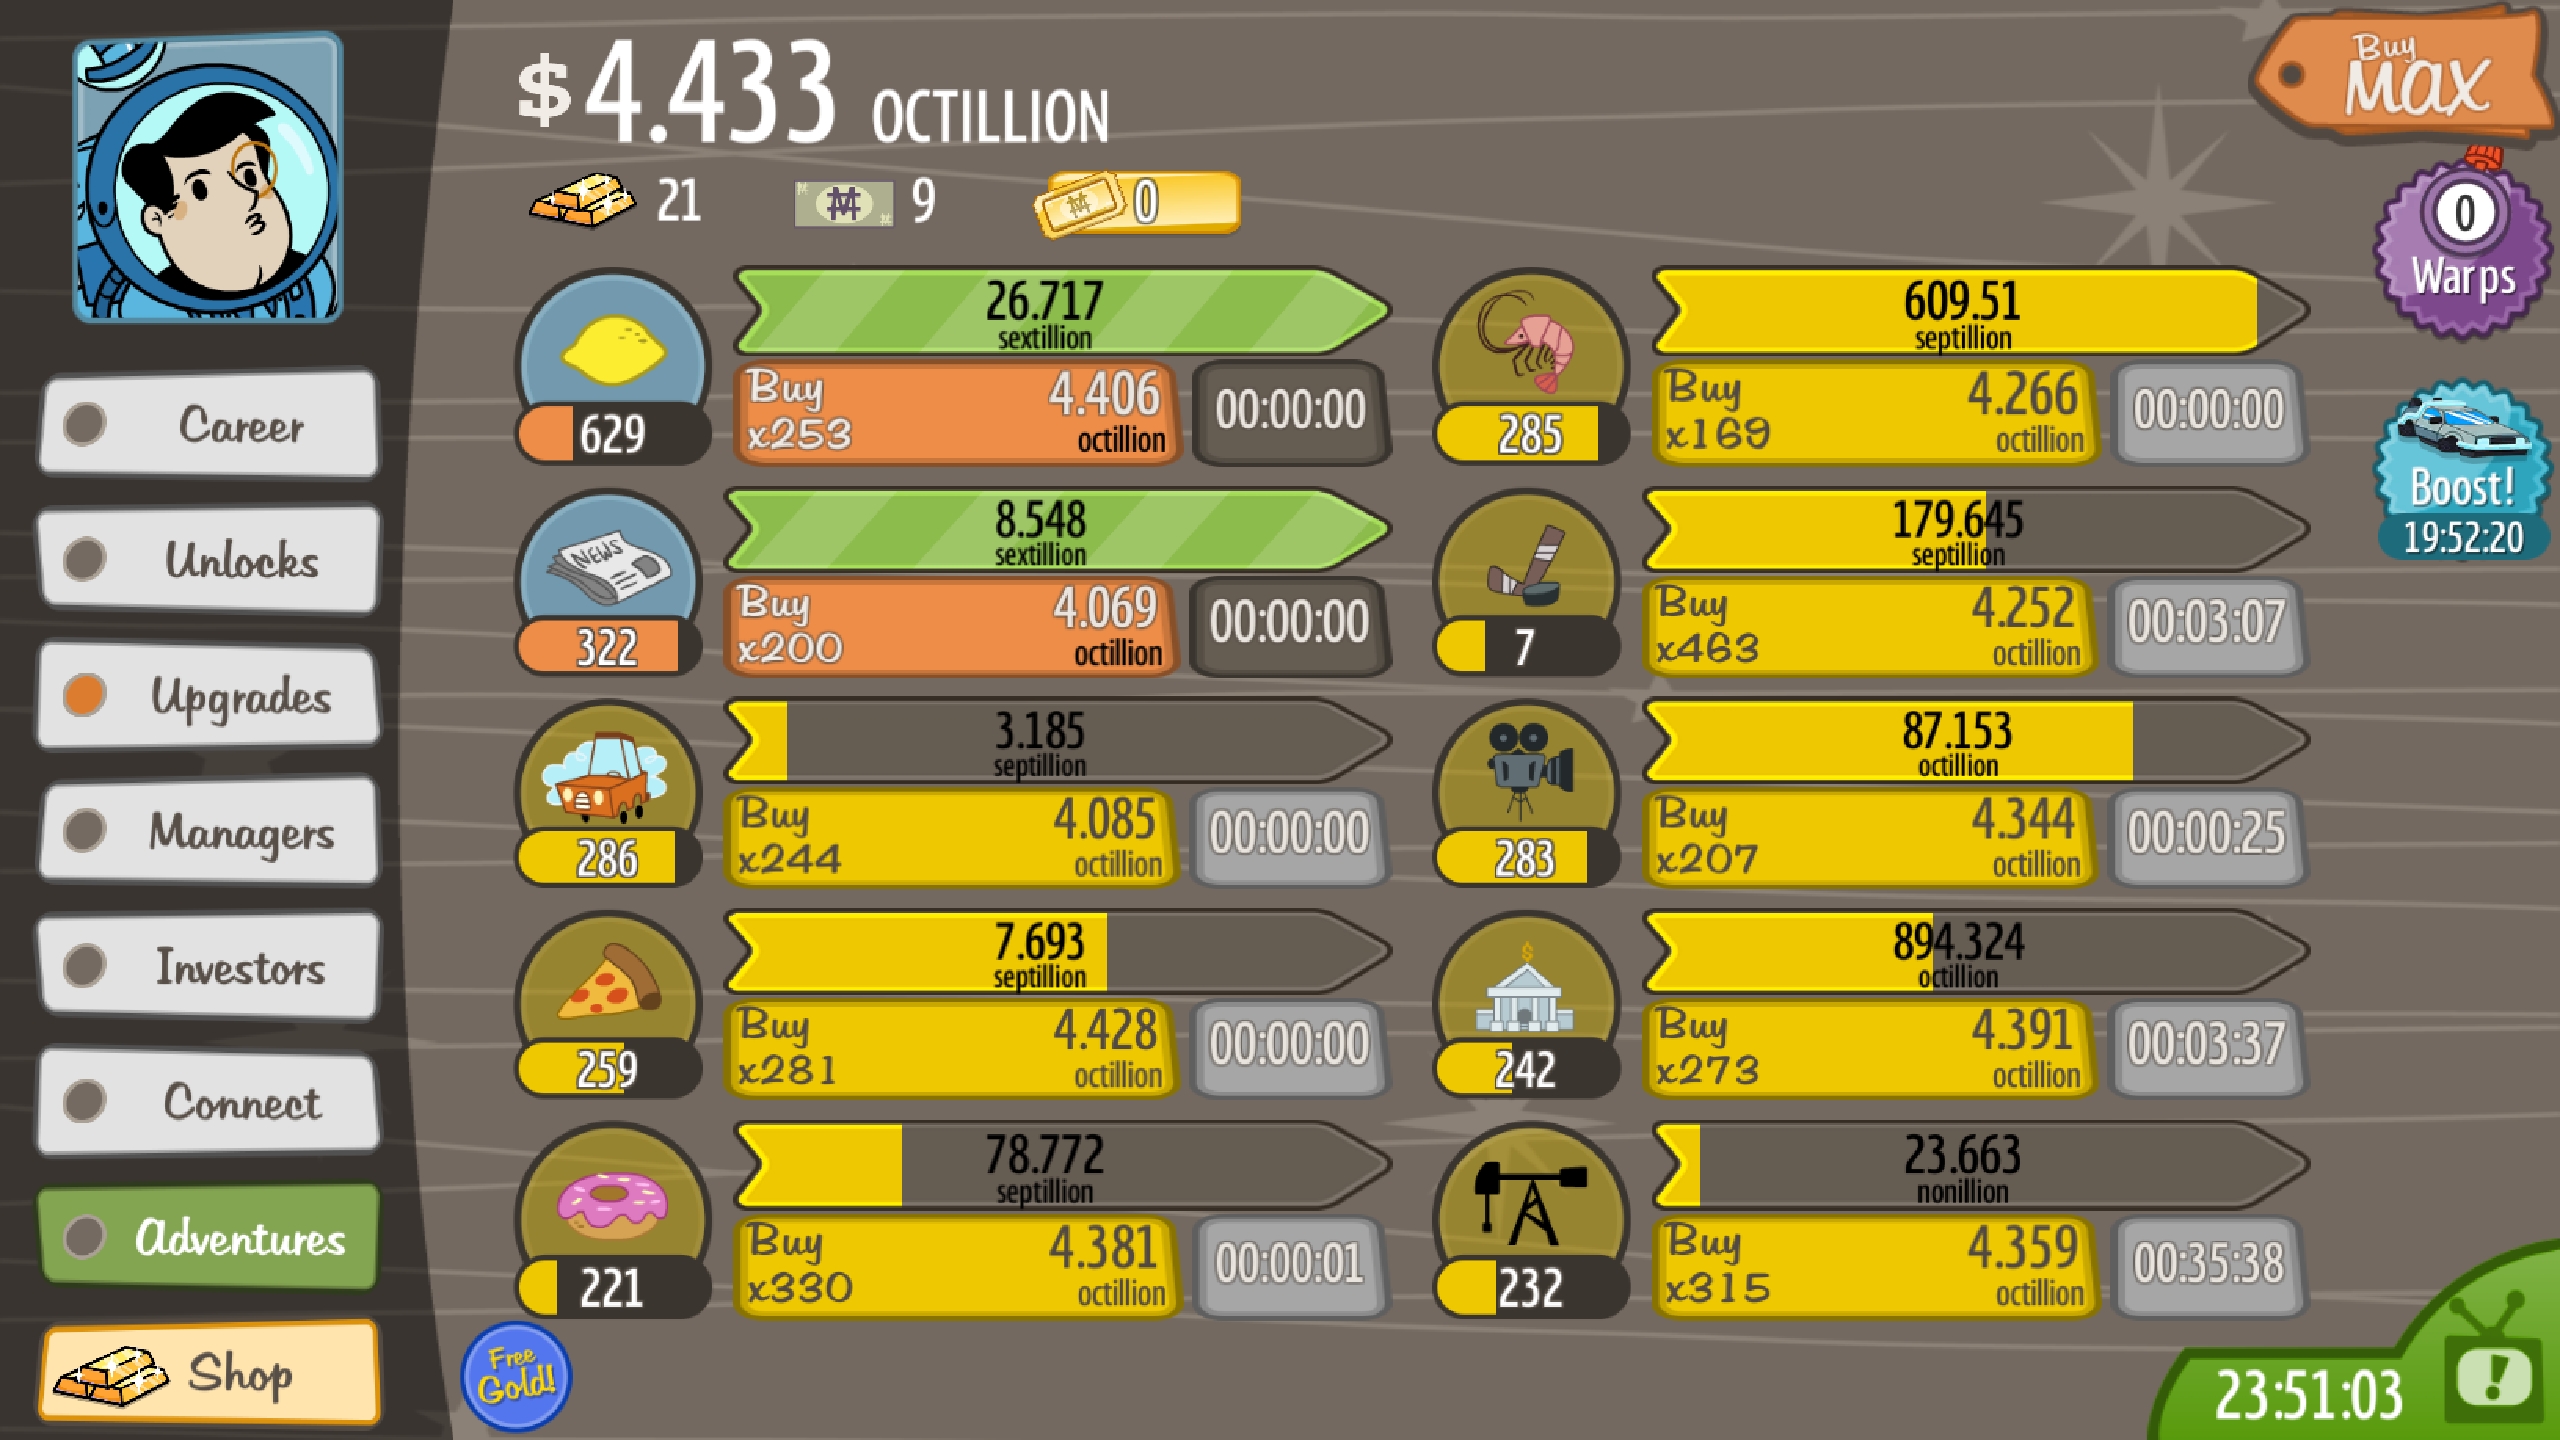 $4.433 OCTILLION
Buy
MAX
21
9
0
0
Warps
Boost!
19:52:20
Career
Unlocks
Upgrades
Managers
Investors
Connect
Adventures
Shop
629
26.717
sextillion
Buy
x253
4.406
octillion
00:00:00
NEWS
322
8.548
sextillion
Buy
x200
4.069
octillion
00:00:00
286
3.185
septillion
Buy
x244
4.085
octillion
00:00:00
259
7.693
septillion
Buy
x281
4.428
octillion
00:00:00
221
78.772
septillion
Buy
x330
4.381
octillion
00:00:01
285
609.51
septillion
Buy
x169
4.266
octillion
00:00:00
7
179.645
septillion
Buy
x463
4.252
octillion
00:03:07
283
87.153
octillion
Buy
x207
4.344
octillion
00:00:25
242
894.324
octillion
Buy
x273
4.391
octillion
00:03:37
232
23.663
nonillion
Buy
x315
4.359
octillion
00:35:38
Free
Gold!
23:51:03